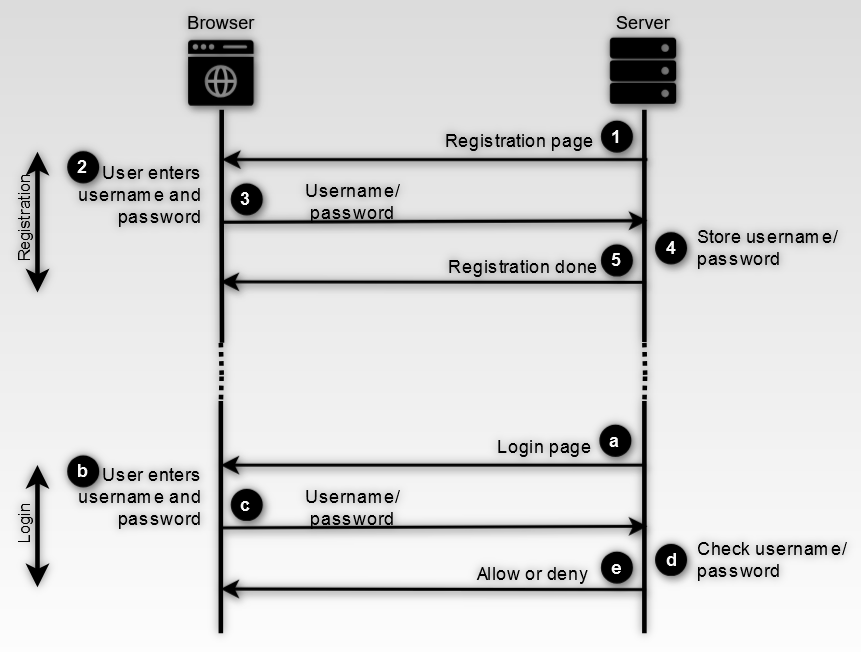 Browser
Server
Registration page
1
2
User enters
username and
password
Registration
3
Username/
password
4
Store username/
password
Registration done
5
Login page
a
b
User enters
username and
password
Login
c
Username/
password
d
Check username/
password
Allow or deny
e